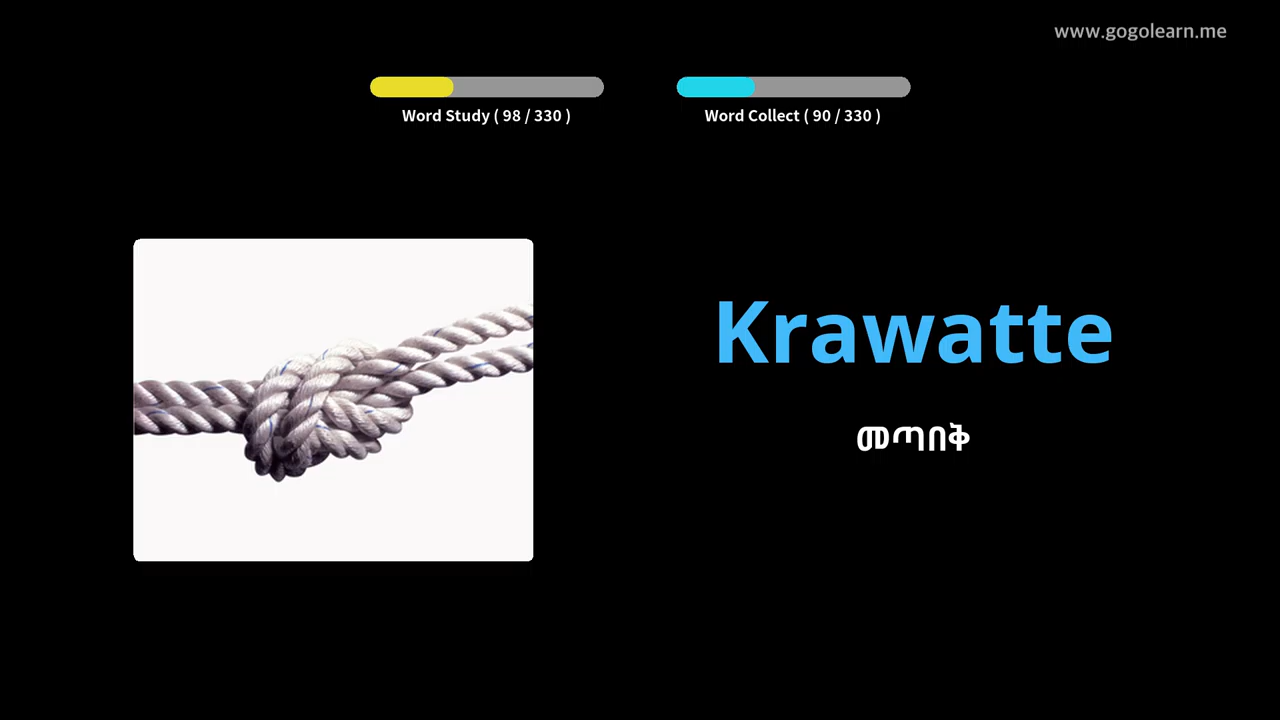 www.gogolearn.me
Word Study ( 98 / 330 )
Word Collect ( 90 / 330 )
Krawatte
መጣበቅ